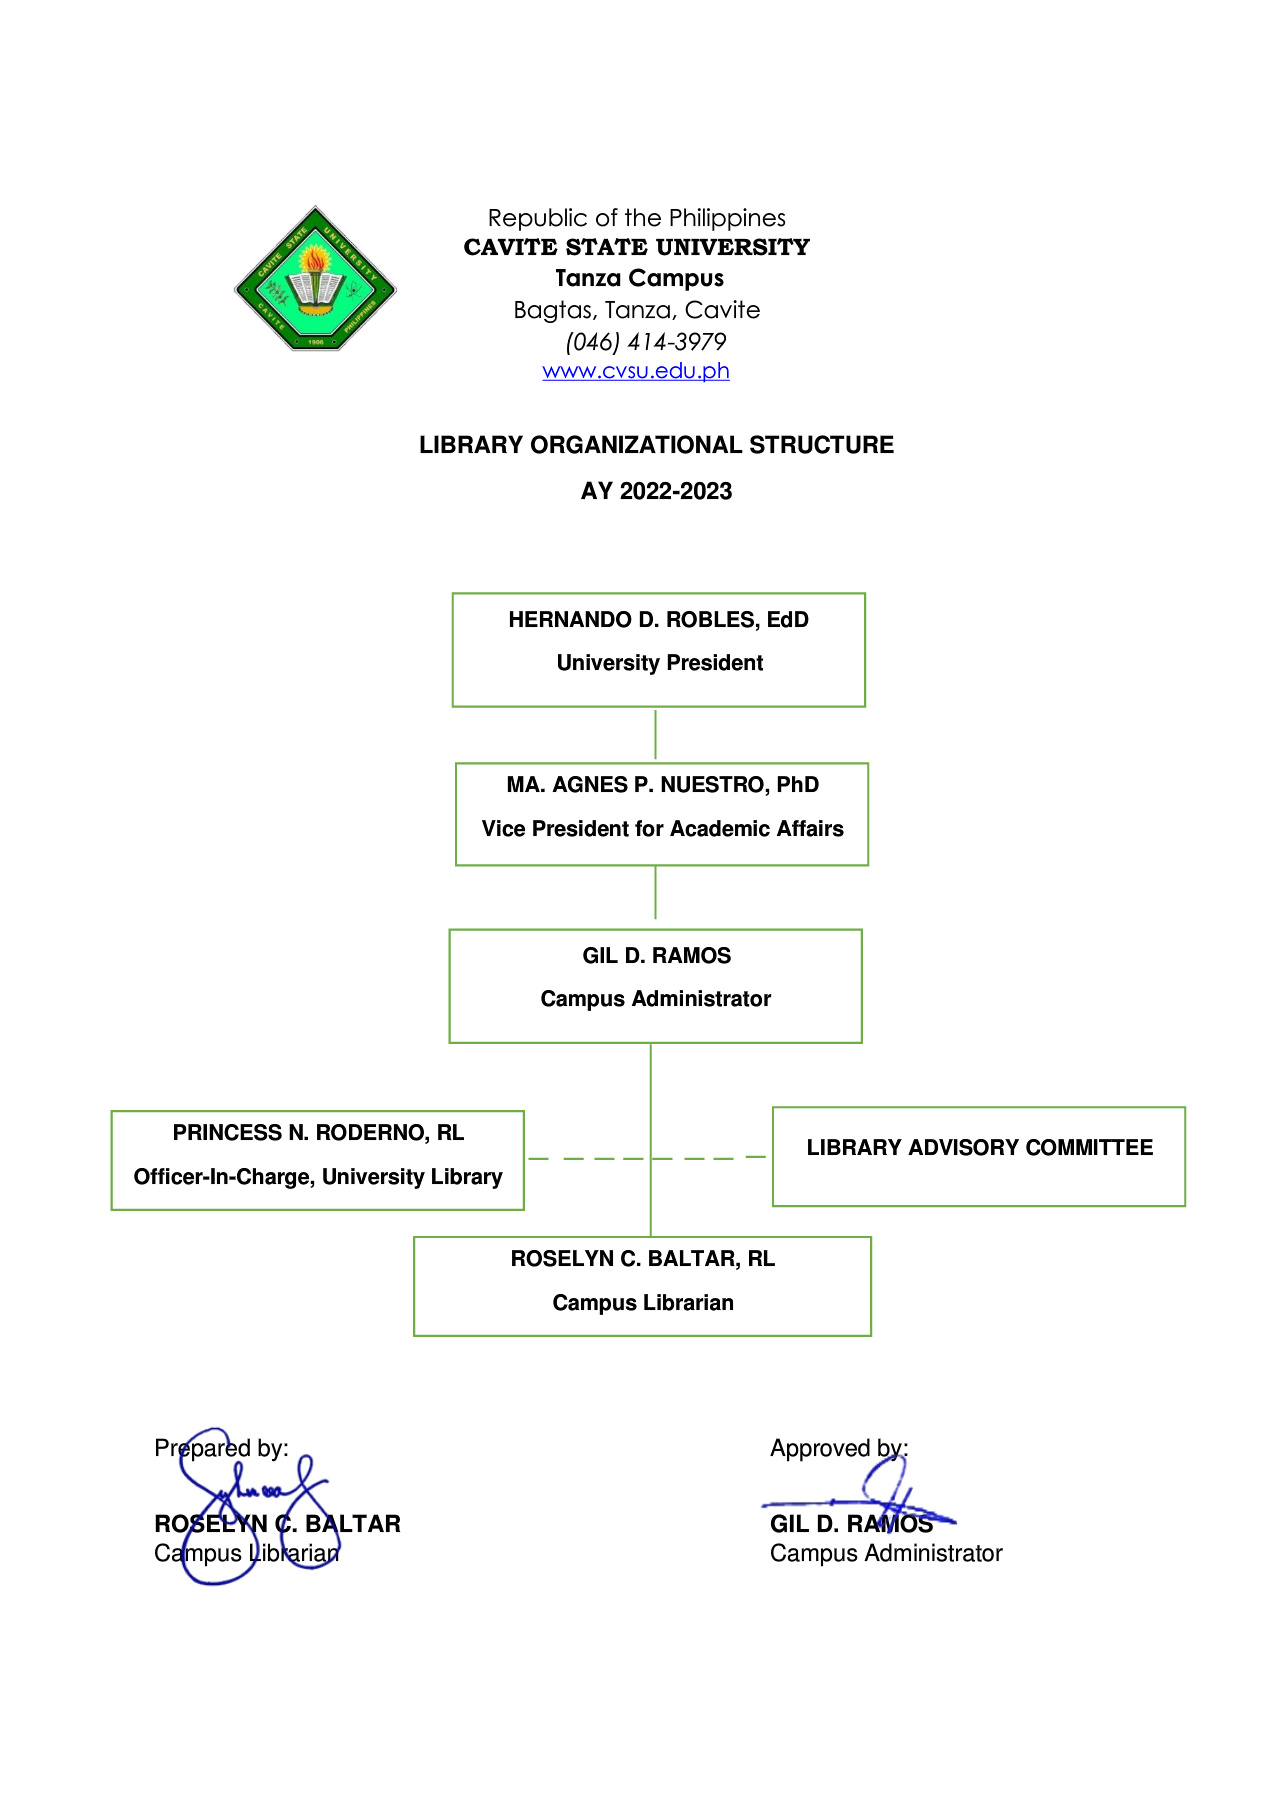 CAVITE STATE UNIVERSITY
CAVITE PHILIPPINES
1906
Republic of the Philippines
CAVITE STATE UNIVERSITY
Tanza Campus
Bagtas, Tanza, Cavite
(046) 414-3979
www.cvsu.edu.ph
LIBRARY ORGANIZATIONAL STRUCTURE
AY 2022-2023
HERNANDO D. ROBLES, EdD
University President
MA. AGNES P. NUESTRO, PhD
Vice President for Academic Affairs
GIL D. RAMOS
Campus Administrator
PRINCESS N. RODERNO, RL
Officer-In-Charge, University Library
LIBRARY ADVISORY COMMITTEE
ROSELYN C. BALTAR, RL
Campus Librarian
Prepared by:
ROSELYN C. BALTAR
Campus Librarian
Approved by:
GIL D. RAMOS
Campus Administrator